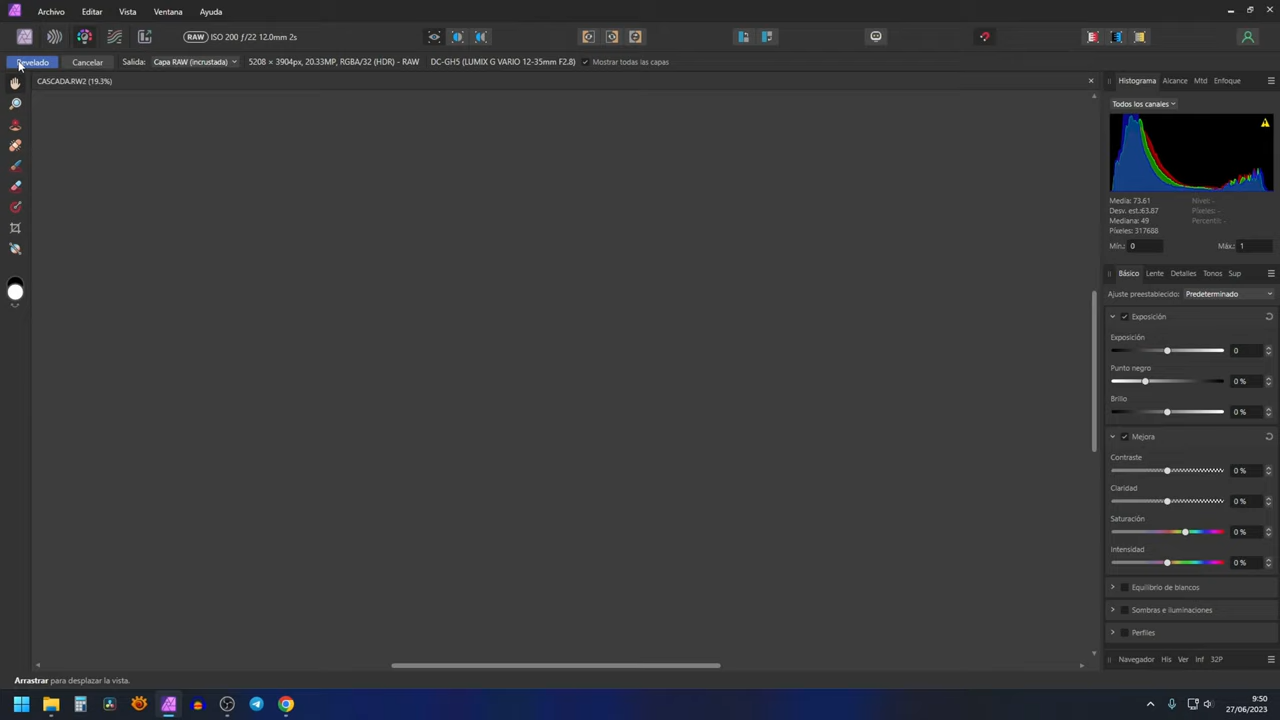 Archivo Editar Vista Ventana Ayuda
RAW ISO 200 ƒ/22 12.0mm 2s
Revelado Cancelar Salida: Capa RAW (incrustada) 5208 × 3904px, 20.33MP, RGBA/32 (HDR) - RAW DC-GH5 (LUMIX G VARIO 12-35mm F2.8) Mostrar todas las capas
CASCADA.RW2 (19.3%)
Histograma Alcance Mtd Enfoque
Todos los canales
Media: 73.61 Nivel: -
Desv. est.:63.87 Píxeles: -
Mediana: 49 Percentil: -
Píxeles: 317688
Mín.: 0 Máx.: 1
Básico Lente Detalles Tonos Sup
Ajuste preestablecido: Predeterminado
Exposición
Exposición
0
Punto negro
0 %
Brillo
0 %
Mejora
Contraste
0 %
Claridad
0 %
Saturación
0 %
Intensidad
0 %
Equilibrio de blancos
Sombras e iluminaciones
Perfiles
Navegador His Ver Inf 32P
Arrastrar para desplazar la vista.
9:50
27/06/2023